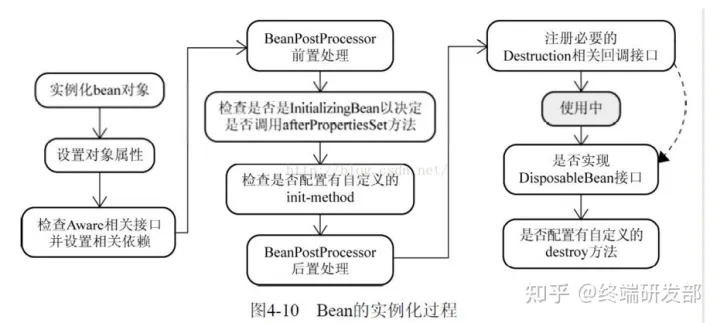 实例化bean对象
设置对象属性
检查Aware相关接口
并设置相关依赖
BeanPostProcessor
前置处理
检查是否是InitializingBean以决定
是否调用afterPropertiesSet方法
http://blog.csdn.net/
检查是否配置有自定义的
init-method
BeanPostProcessor
后置处理
注册必要的
Destruction相关回调接口
使用中
是否实现
DisposableBean接口
是否配置有自定义的
destroy方法
图4-10 Bean的实例化过程
知乎 @终端研发部